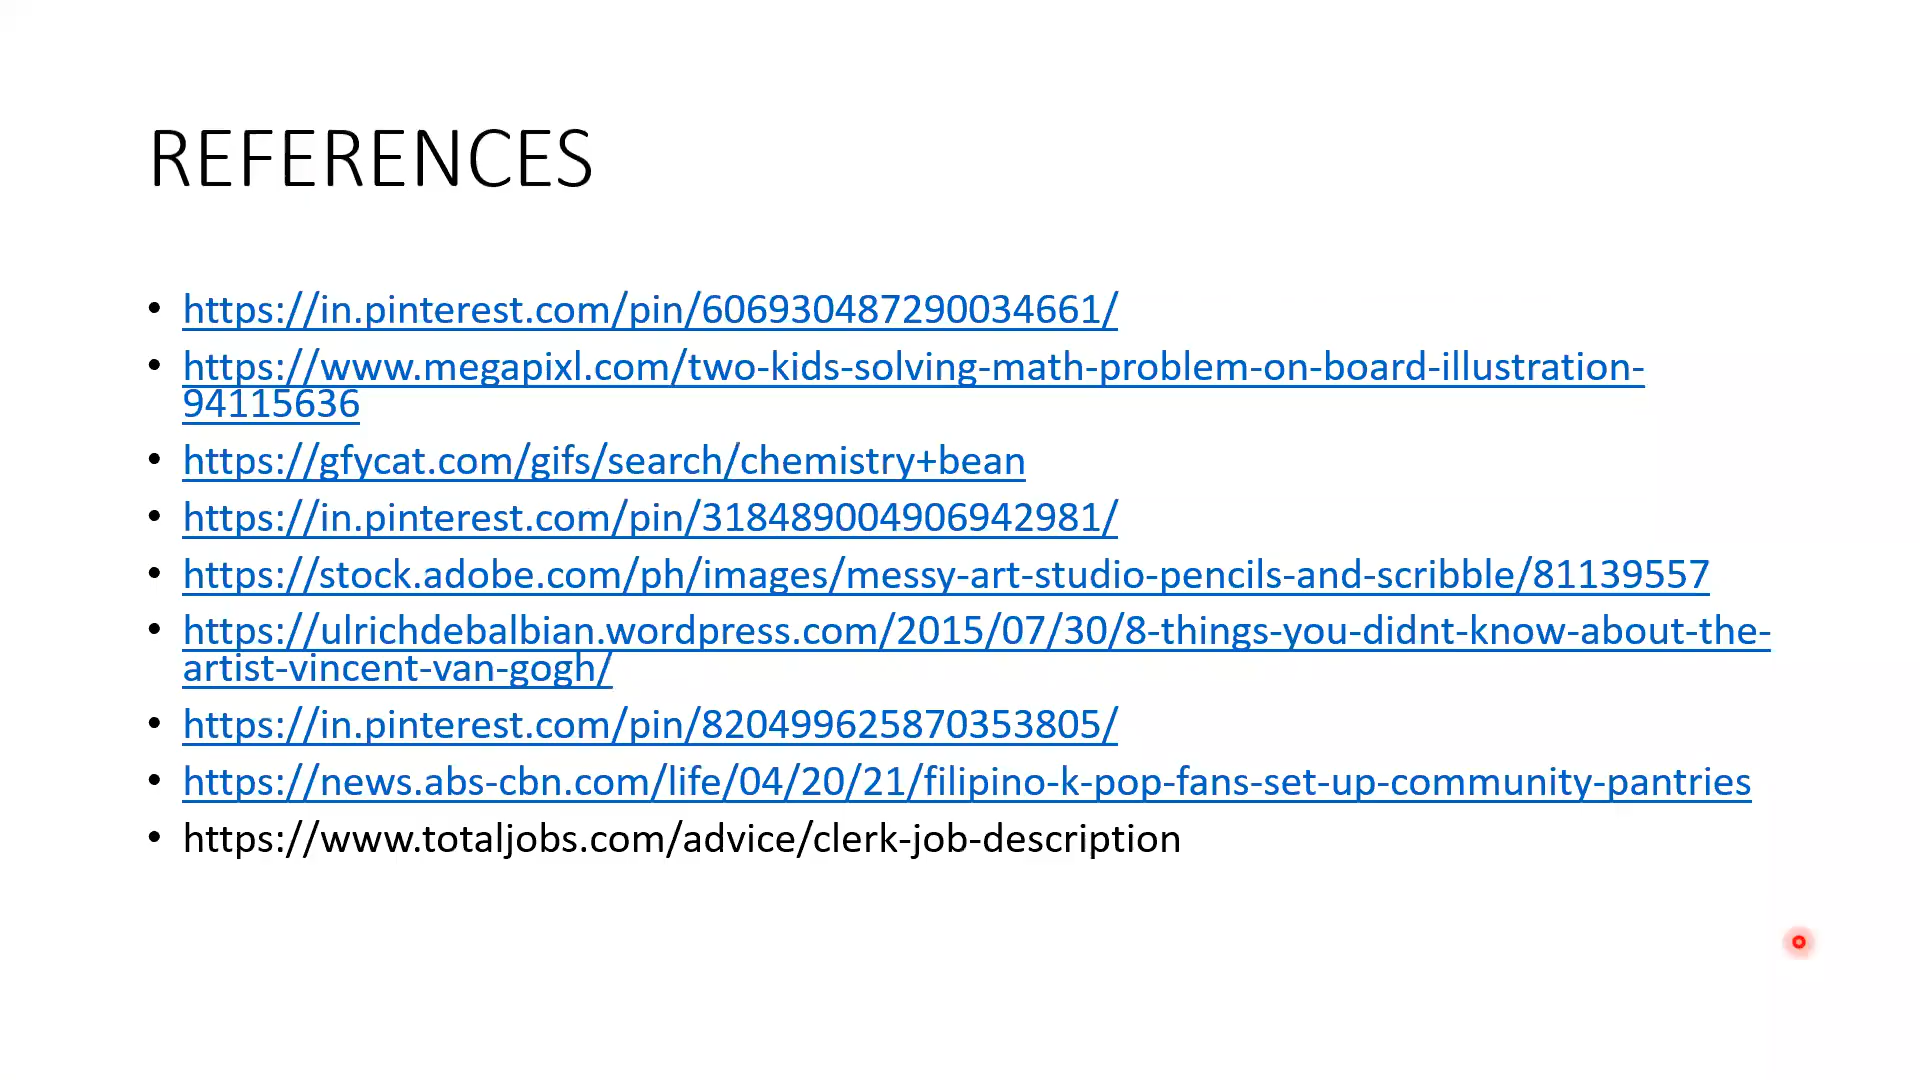 REFERENCES
• https://in.pinterest.com/pin/606930487290034661/
• https://www.megapixl.com/two-kids-solving-math-problem-on-board-illustration-
94115636
• https://gfycat.com/gifs/search/chemistry+bean
• https://in.pinterest.com/pin/318489004906942981/
• https://stock.adobe.com/ph/images/messy-art-studio-pencils-and-scribble/81139557
• https://ulrichdebalbian.wordpress.com/2015/07/30/8-things-you-didnt-know-about-the-
artist-vincent-van-gogh/
• https://in.pinterest.com/pin/820499625870353805/
• https://news.abs-cbn.com/life/04/20/21/filipino-k-pop-fans-set-up-community-pantries
• https://www.totaljobs.com/advice/clerk-job-description